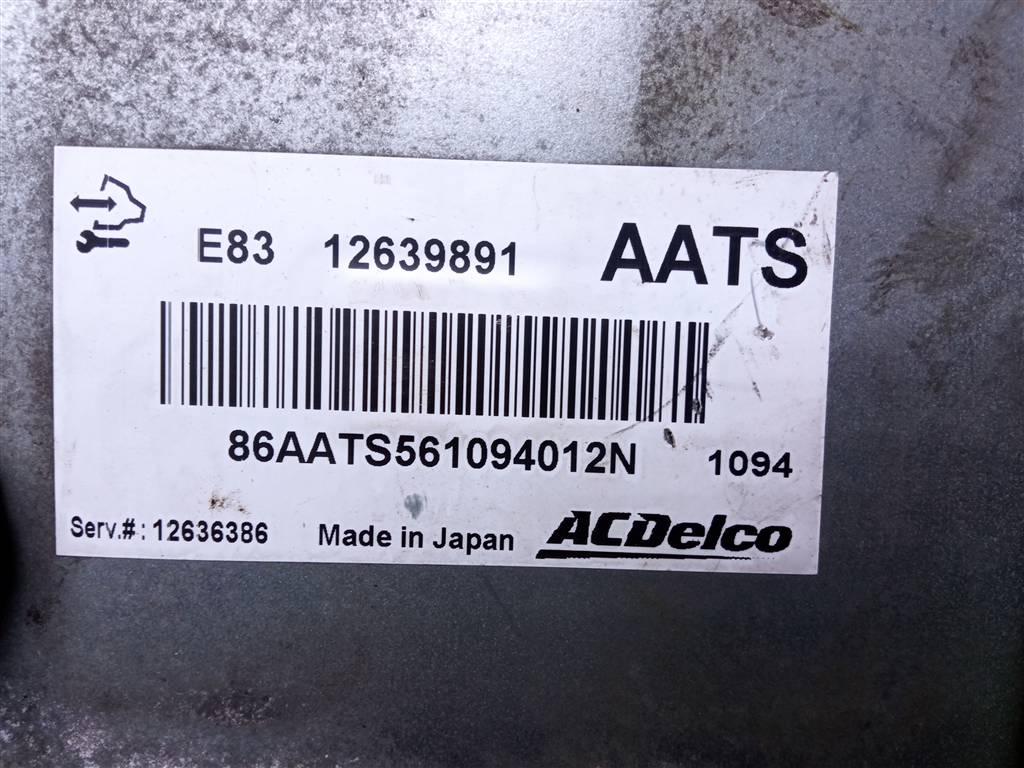 E83 12639891 AATS
86AATS561094012N 1094
Serv.#: 12636386 Made in Japan ACDelco